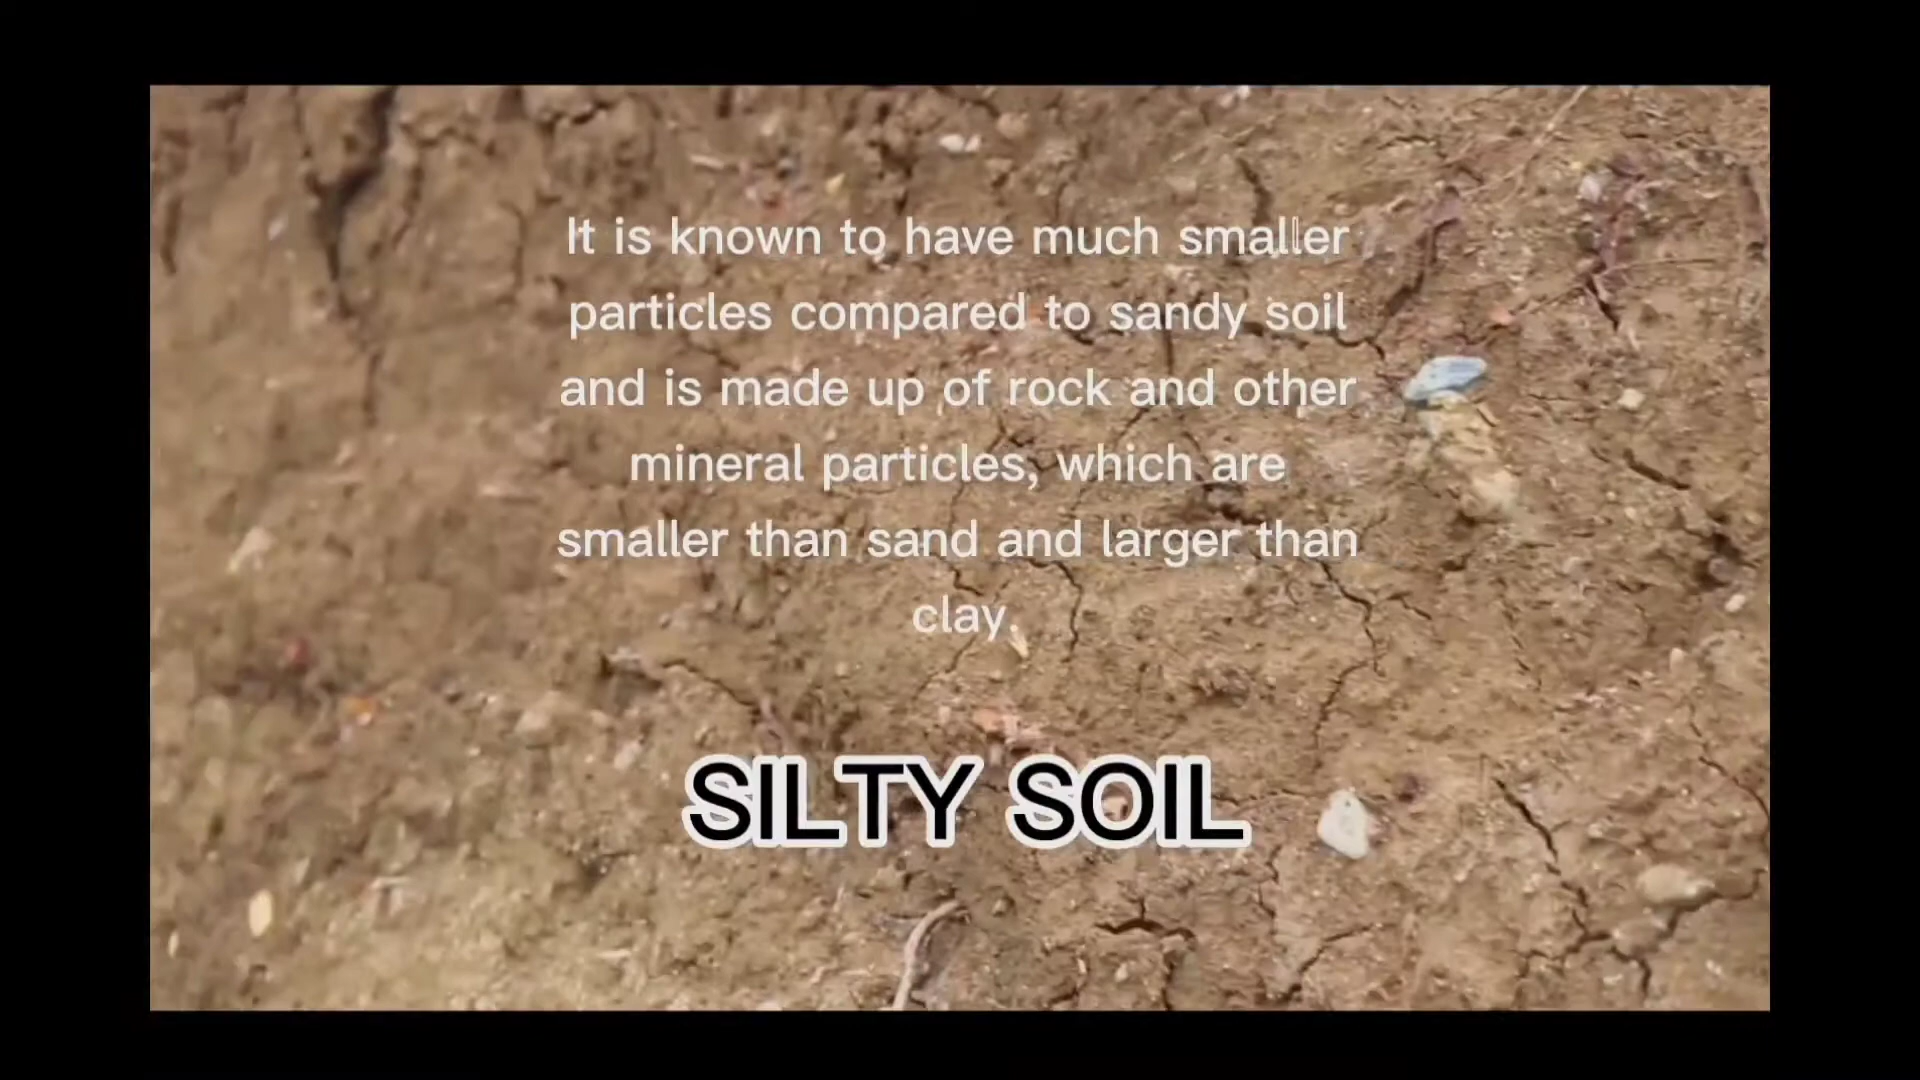 It is known to have much smaller
particles compared to sandy soil
and is made up of rock and other
mineral particles, which are
smaller than sand and larger than
clay.
SILTY SOIL